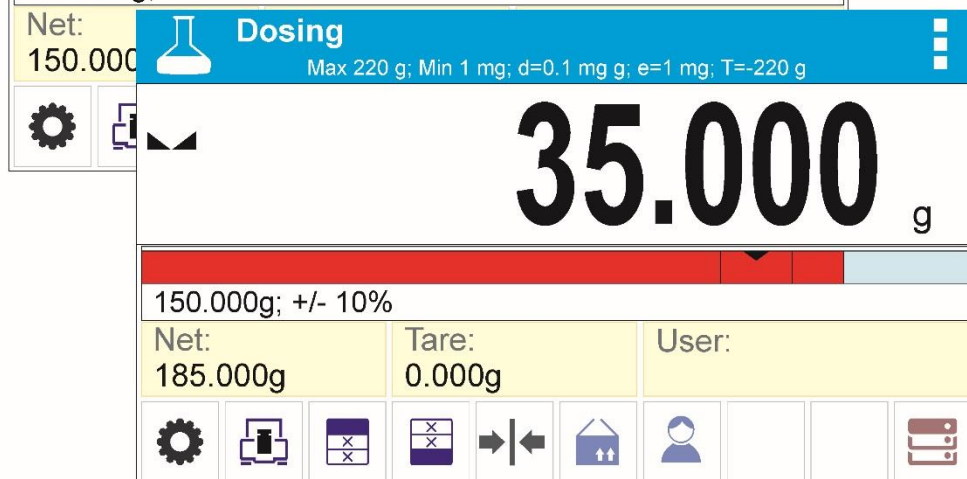 Net:
150.000
Dosing
Max 220 g; Min 1 mg; d=0.1 mg g; e=1 mg; T=-220 g
35.000 g
150.000g; +/- 10%
Net:
185.000g
Tare:
0.000g
User: